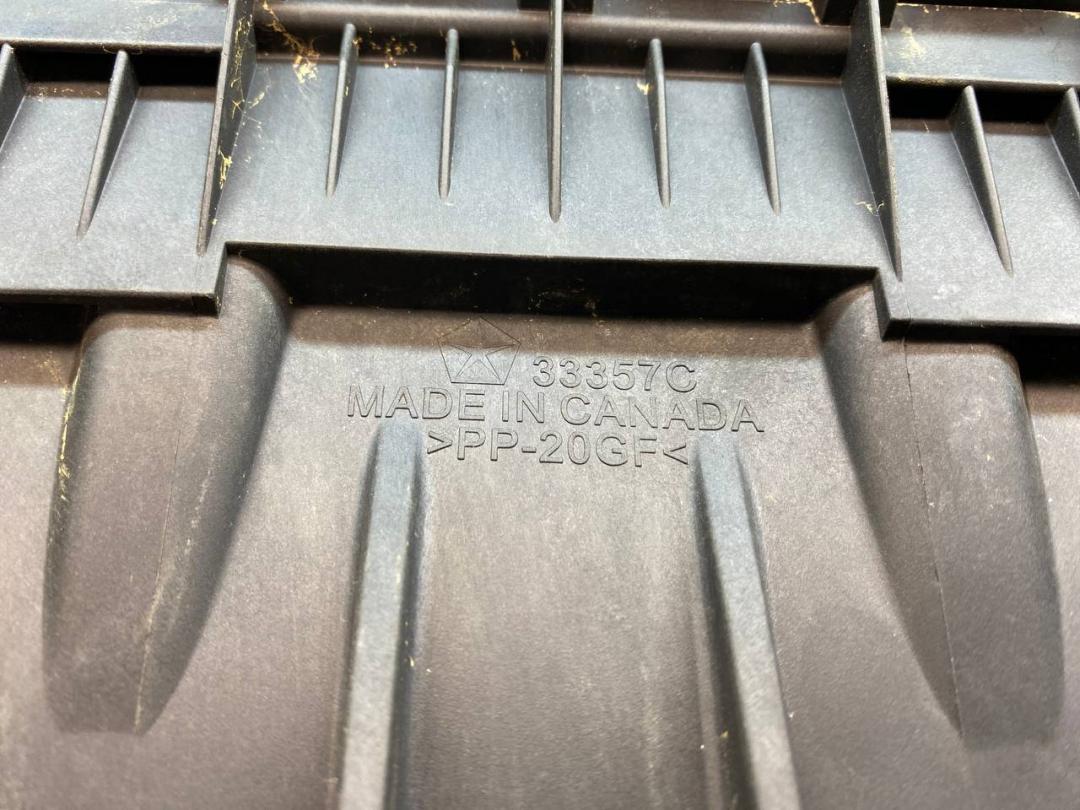 33357C
MADE IN CANADA
>PP-20GF<